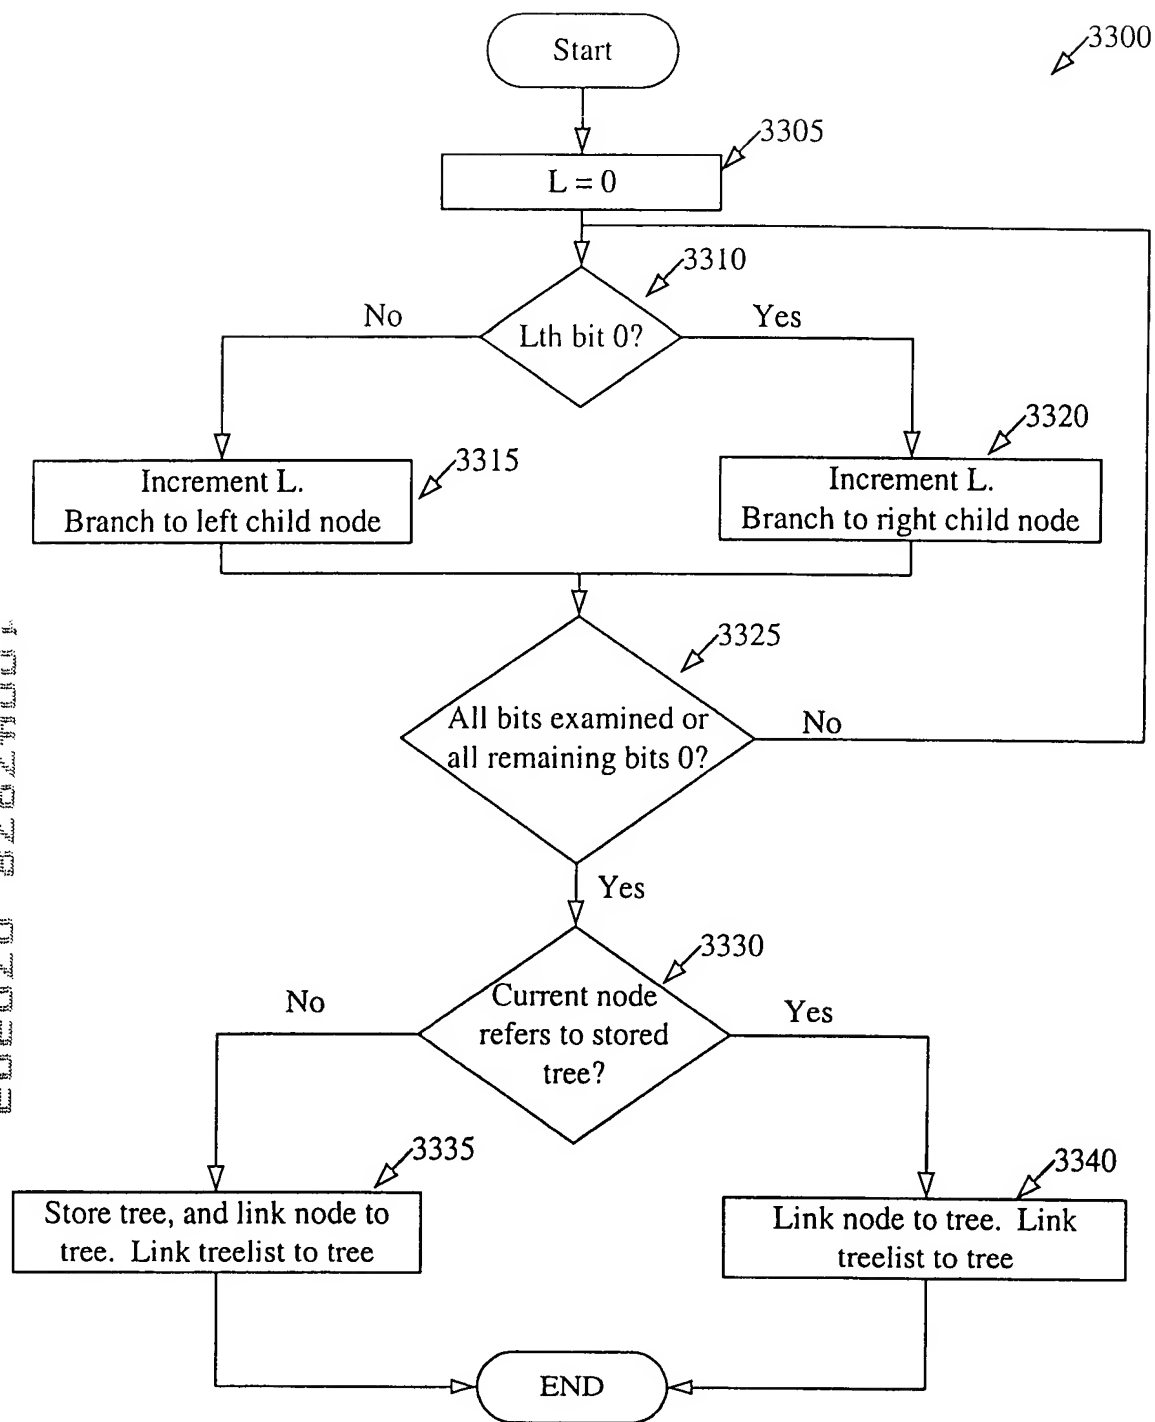 Start
3300
3305
L = 0
3310
No
Lth bit 0?
Yes
3320
3315
Increment L.
Branch to left child node
Increment L.
Branch to right child node
3325
All bits examined or
all remaining bits 0?
No
Yes
3330
No
Current node
refers to stored
tree?
Yes
3335
3340
Store tree, and link node to
tree. Link treelist to tree
Link node to tree. Link
treelist to tree
END